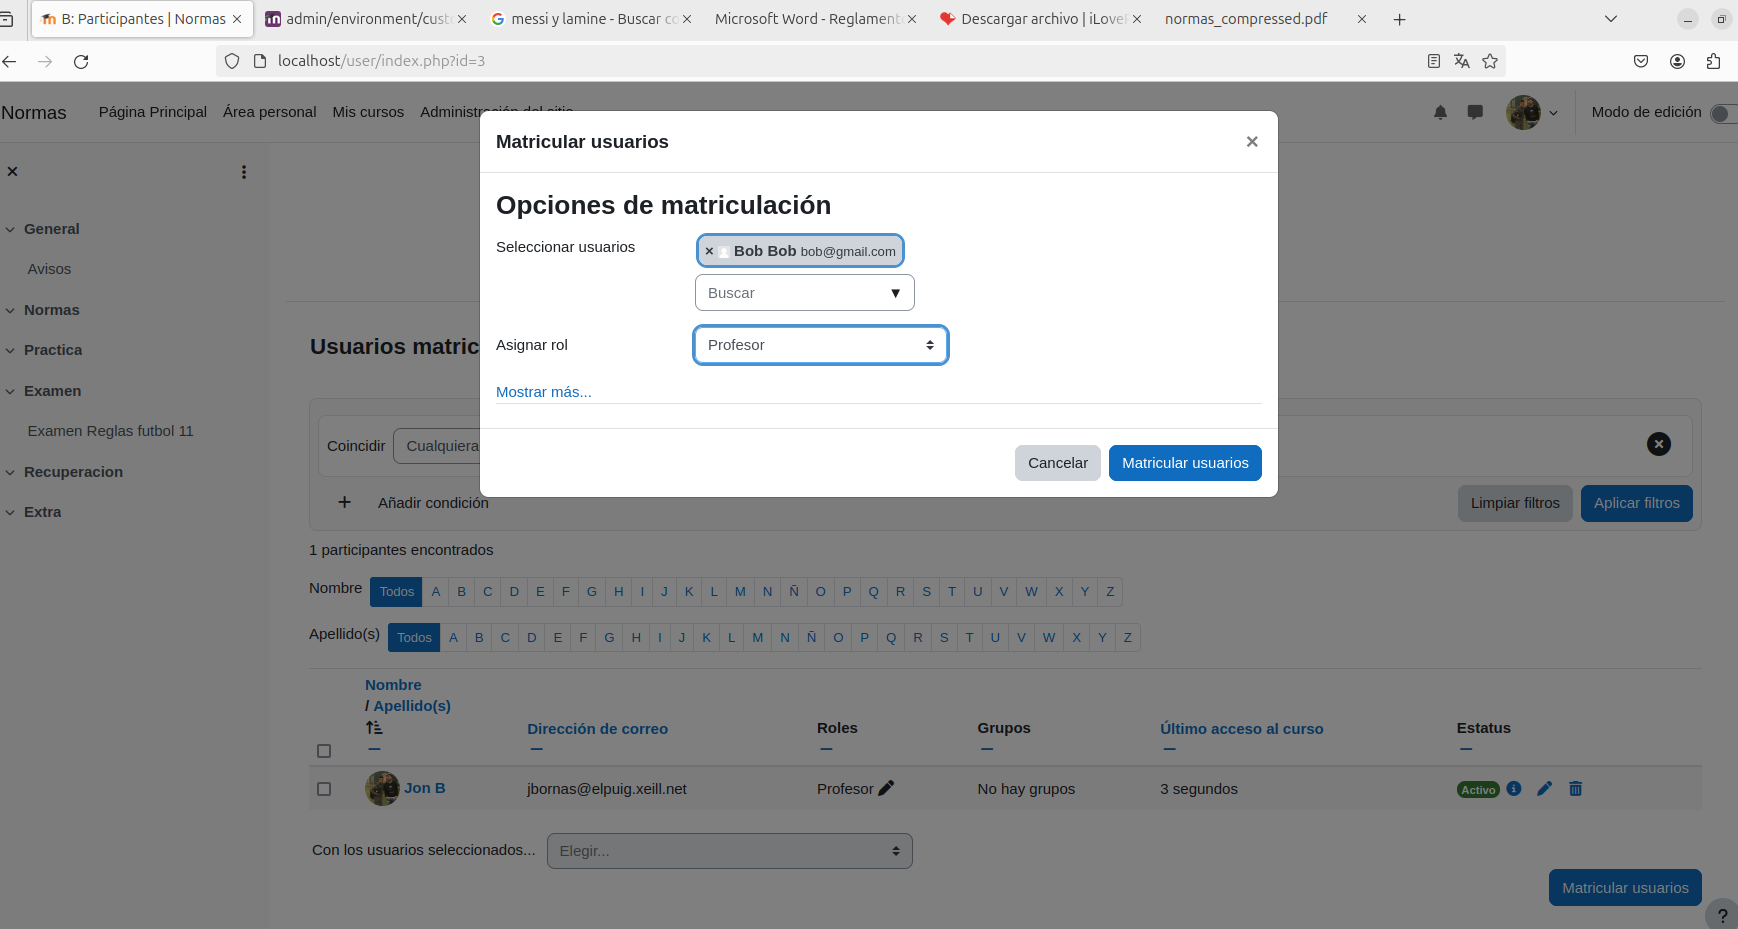 B: Participantes | Normas
admin/environment/cust
messi y lamine - Buscar co
Microsoft Word - Reglament
Descargar archivo | iLoveP
normas_compressed.pdf
localhost/user/index.php?id=3
Normas
Página Principal
Área personal
Mis cursos
Modo de edición
Matricular usuarios
Opciones de matriculación
Seleccionar usuarios
× Bob Bob bob@gmail.com
Buscar
Asignar rol
Profesor
Mostrar más...
Cancelar
Matricular usuarios
General
Avisos
Normas
Practica
Examen
Examen Reglas futbol 11
Recuperacion
Extra
Usuarios matric
Coincidir
Cualquiera
Añadir condición
Limpiar filtros
Aplicar filtros
1 participantes encontrados
Nombre Todos A B C D E F G H I J K L M N Ñ O P Q R S T U V W X Y Z
Apellido(s) Todos A B C D E F G H I J K L M N Ñ O P Q R S T U V W X Y Z
Nombre
/ Apellido(s)
Dirección de correo
Roles
Grupos
Último acceso al curso
Estatus
Jon B
jbornas@elpuig.xeill.net
Profesor
No hay grupos
3 segundos
Activo
Con los usuarios seleccionados...
Elegir...
Matricular usuarios
?